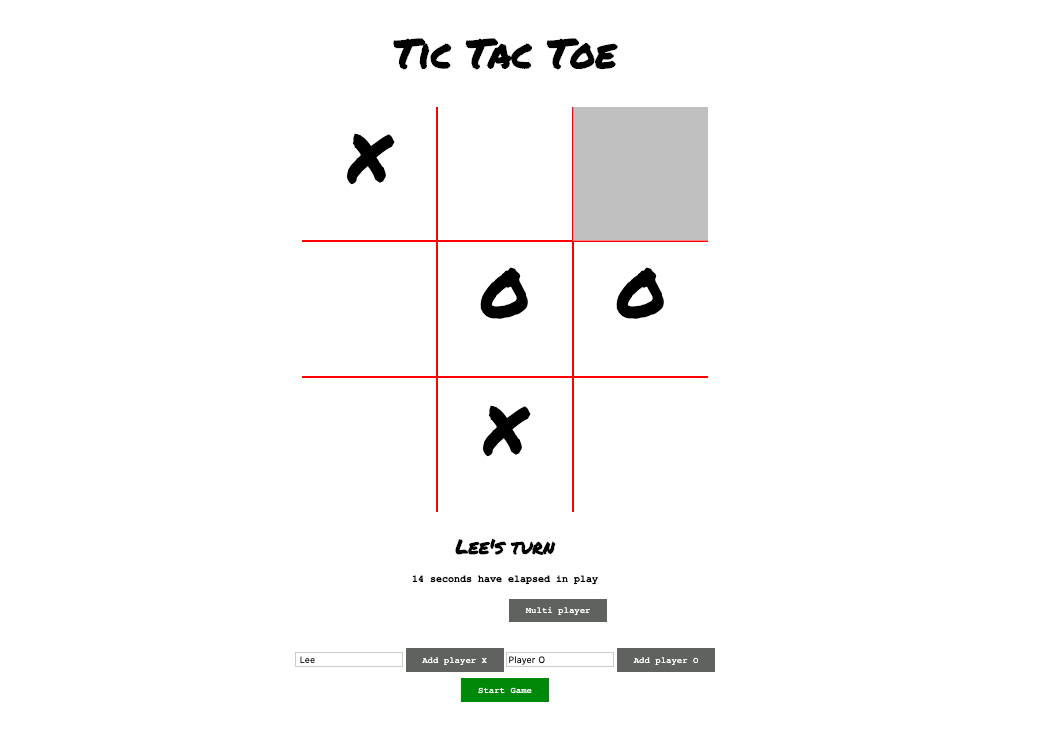 Tic Tac Toe
X
O O
X
Lee's turn
14 seconds have elapsed in play
Multi player
Lee Add player X Player O Add player O
Start Game